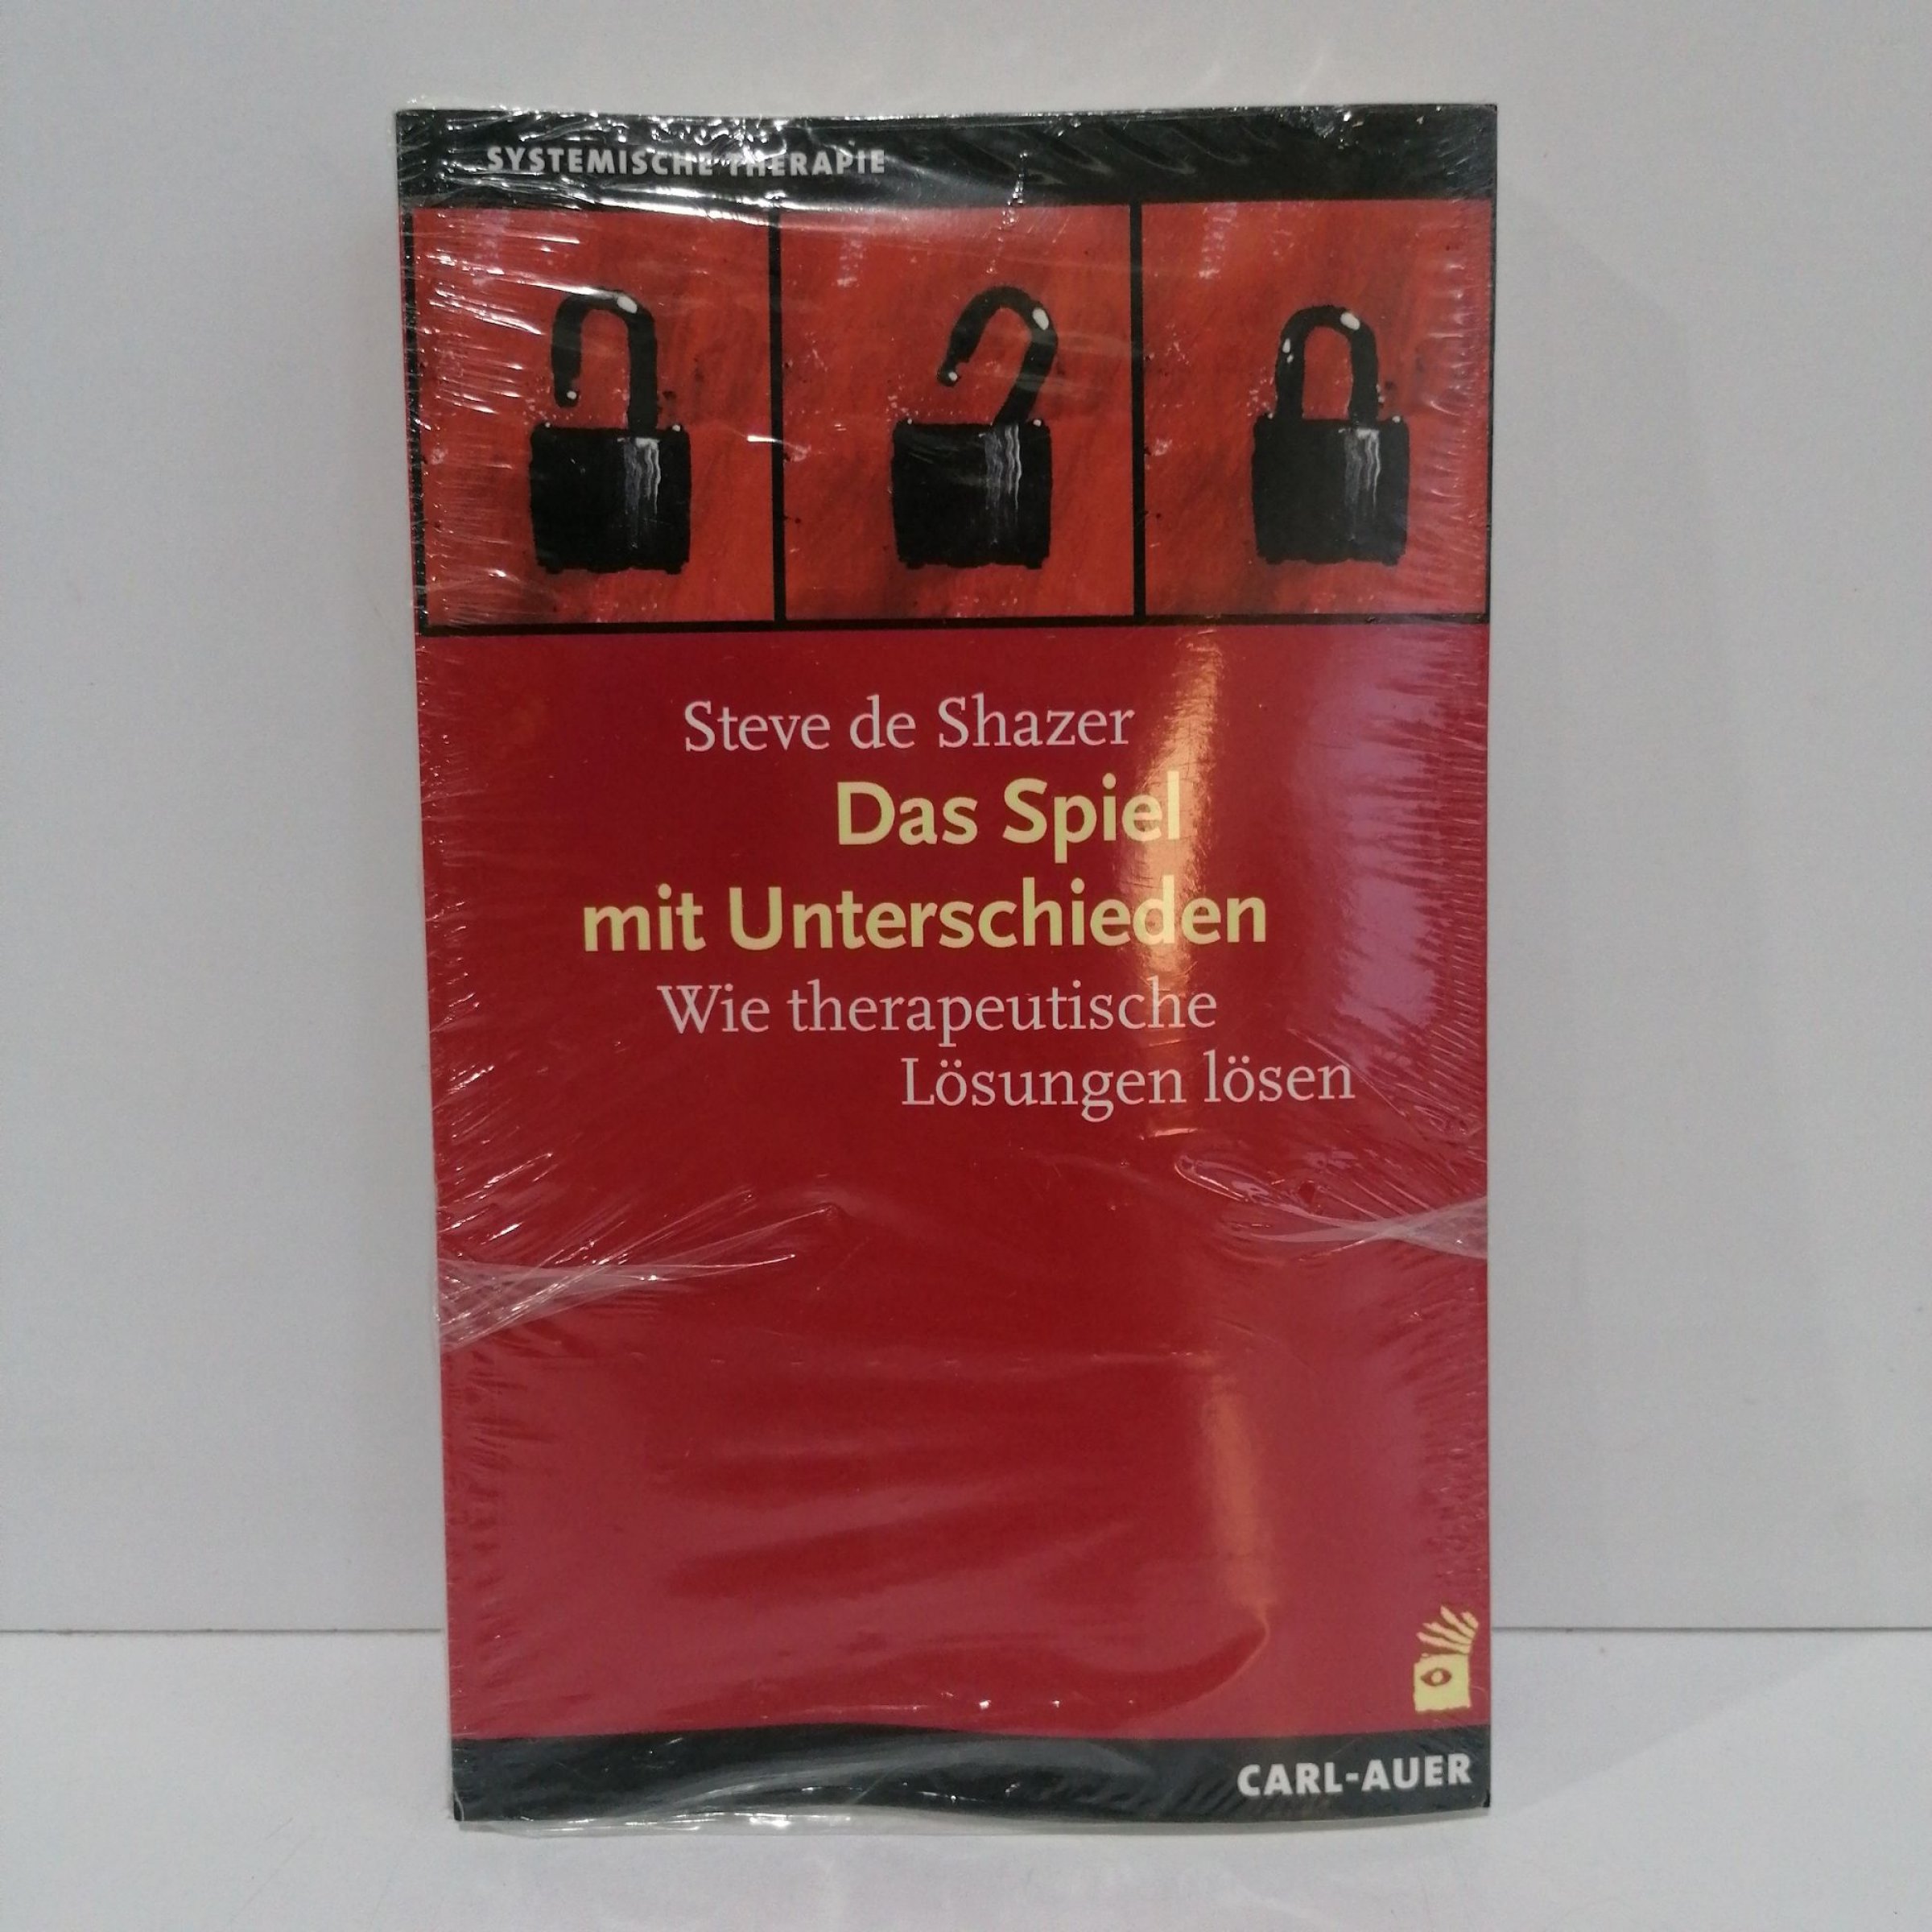 SYSTEMISCHE THERAPIE
Steve de Shazer
Das Spiel
mit Unterschieden
Wie therapeutische
Lösungen lösen
CARL-AUER